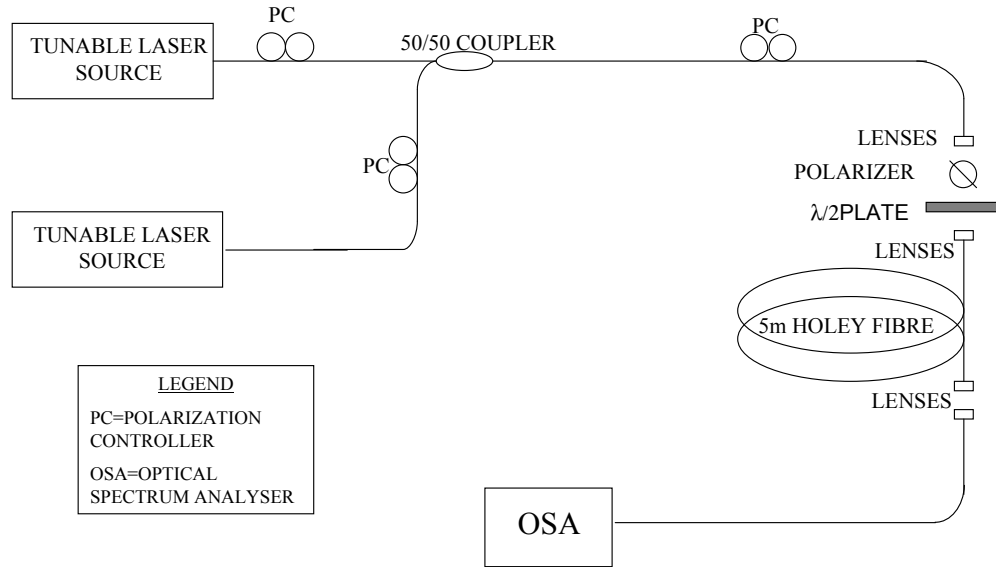 PC
TUNABLE LASER
SOURCE
50/50 COUPLER
PC
LENSES
PC
POLARIZER
λ/2PLATE
TUNABLE LASER
SOURCE
LENSES
5m HOLEY FIBRE
LEGEND
PC=POLARIZATION
CONTROLLER
OSA=OPTICAL
SPECTRUM ANALYSER
LENSES
OSA